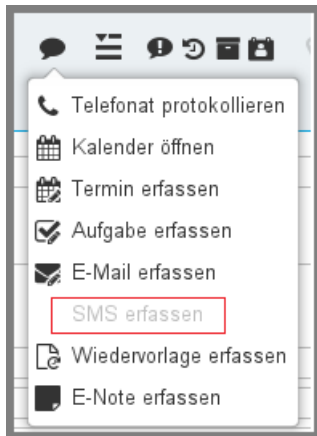 Telefonat protokollieren
Kalender öffnen
Termin erfassen
Aufgabe erfassen
E-Mail erfassen
SMS erfassen
Wiedervorlage erfassen
E-Note erfassen